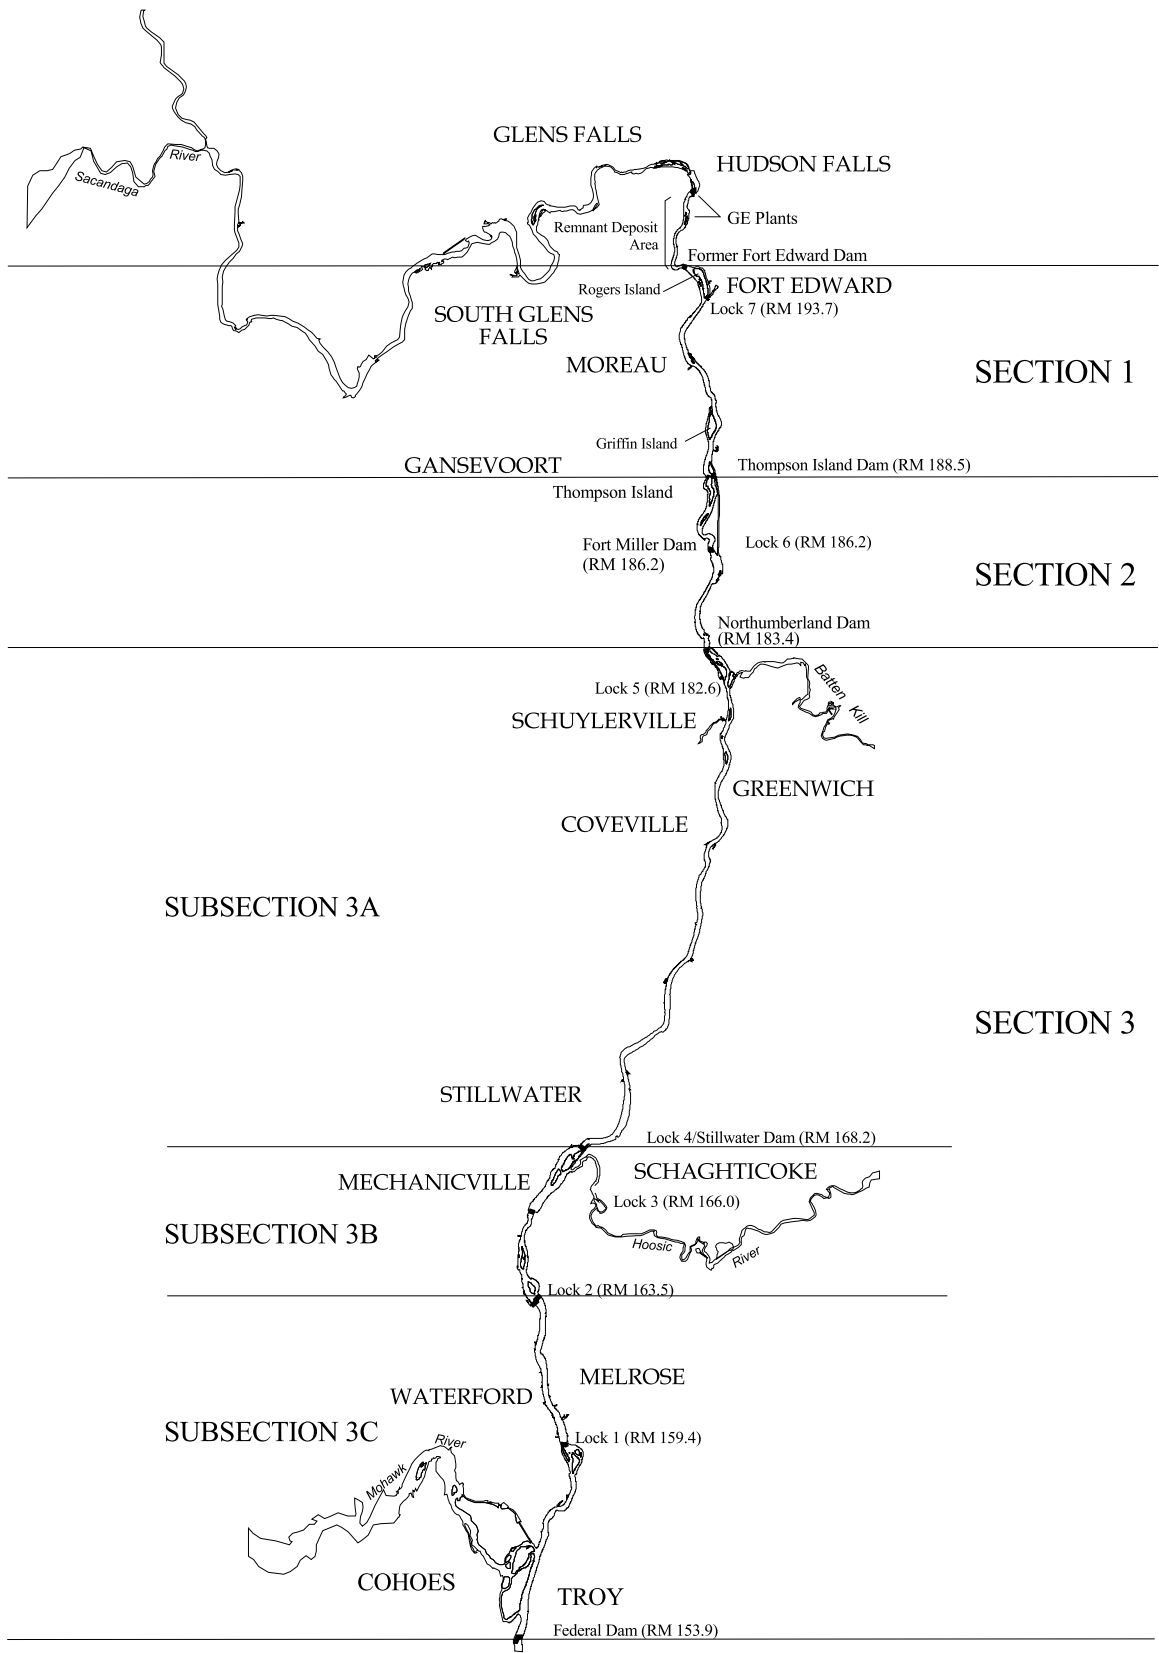 GLENS FALLS
HUDSON FALLS
River
Sacandaga
GE Plants
Remnant Deposit
Area
Former Fort Edward Dam
Rogers Island
FORT EDWARD
Lock 7 (RM 193.7)
SOUTH GLENS
FALLS
MOREAU
SECTION 1
Griffin Island
GANSEVOORT
Thompson Island Dam (RM 188.5)
Thompson Island
Fort Miller Dam
(RM 186.2)
Lock 6 (RM 186.2)
SECTION 2
Northumberland Dam
(RM 183.4)
Batten Kill
Lock 5 (RM 182.6)
SCHUYLERVILLE
GREENWICH
COVEVILLE
SUBSECTION 3A
SECTION 3
STILLWATER
Lock 4/Stillwater Dam (RM 168.2)
SCHAGHTICOKE
MECHANICVILLE
Lock 3 (RM 166.0)
SUBSECTION 3B
Hoosic River
Lock 2 (RM 163.5)
MELROSE
WATERFORD
SUBSECTION 3C
Lock 1 (RM 159.4)
Mohawk River
COHOES
TROY
Federal Dam (RM 153.9)